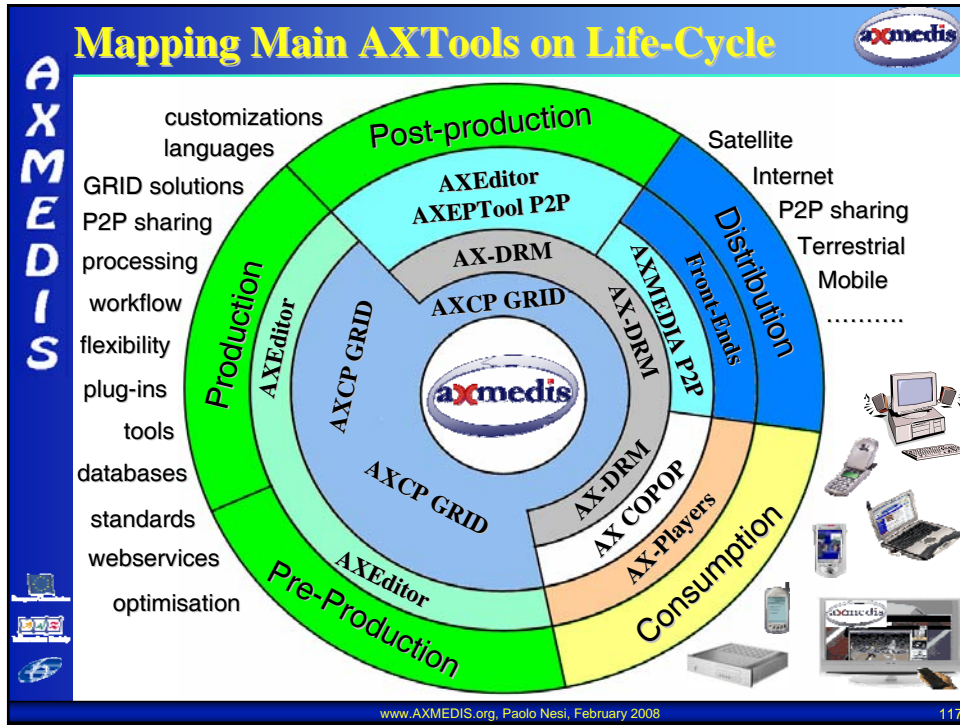 Mapping Main AXTools on Life-Cycle
axmedis
AXMEDIS
customizations
languages
GRID solutions
P2P sharing
processing
workflow
flexibility
plug-ins
tools
databases
standards
webservices
optimisation
Post-production
AXEditor
AXEPTool P2P
AX-DRM
AXCP GRID
Production
AXEditor
AXCP GRID
axmedis
AXCP GRID
AXEditor
Pre-Production
Distribution
Front-Ends
AXMEDIA P2P
AX-DRM
AX-DRM
AX COPOP
AX-Players
Consumption
Satellite
Internet
P2P sharing
Terrestrial
Mobile
……….
axmedis
www.AXMEDIS.org, Paolo Nesi, February 2008
117